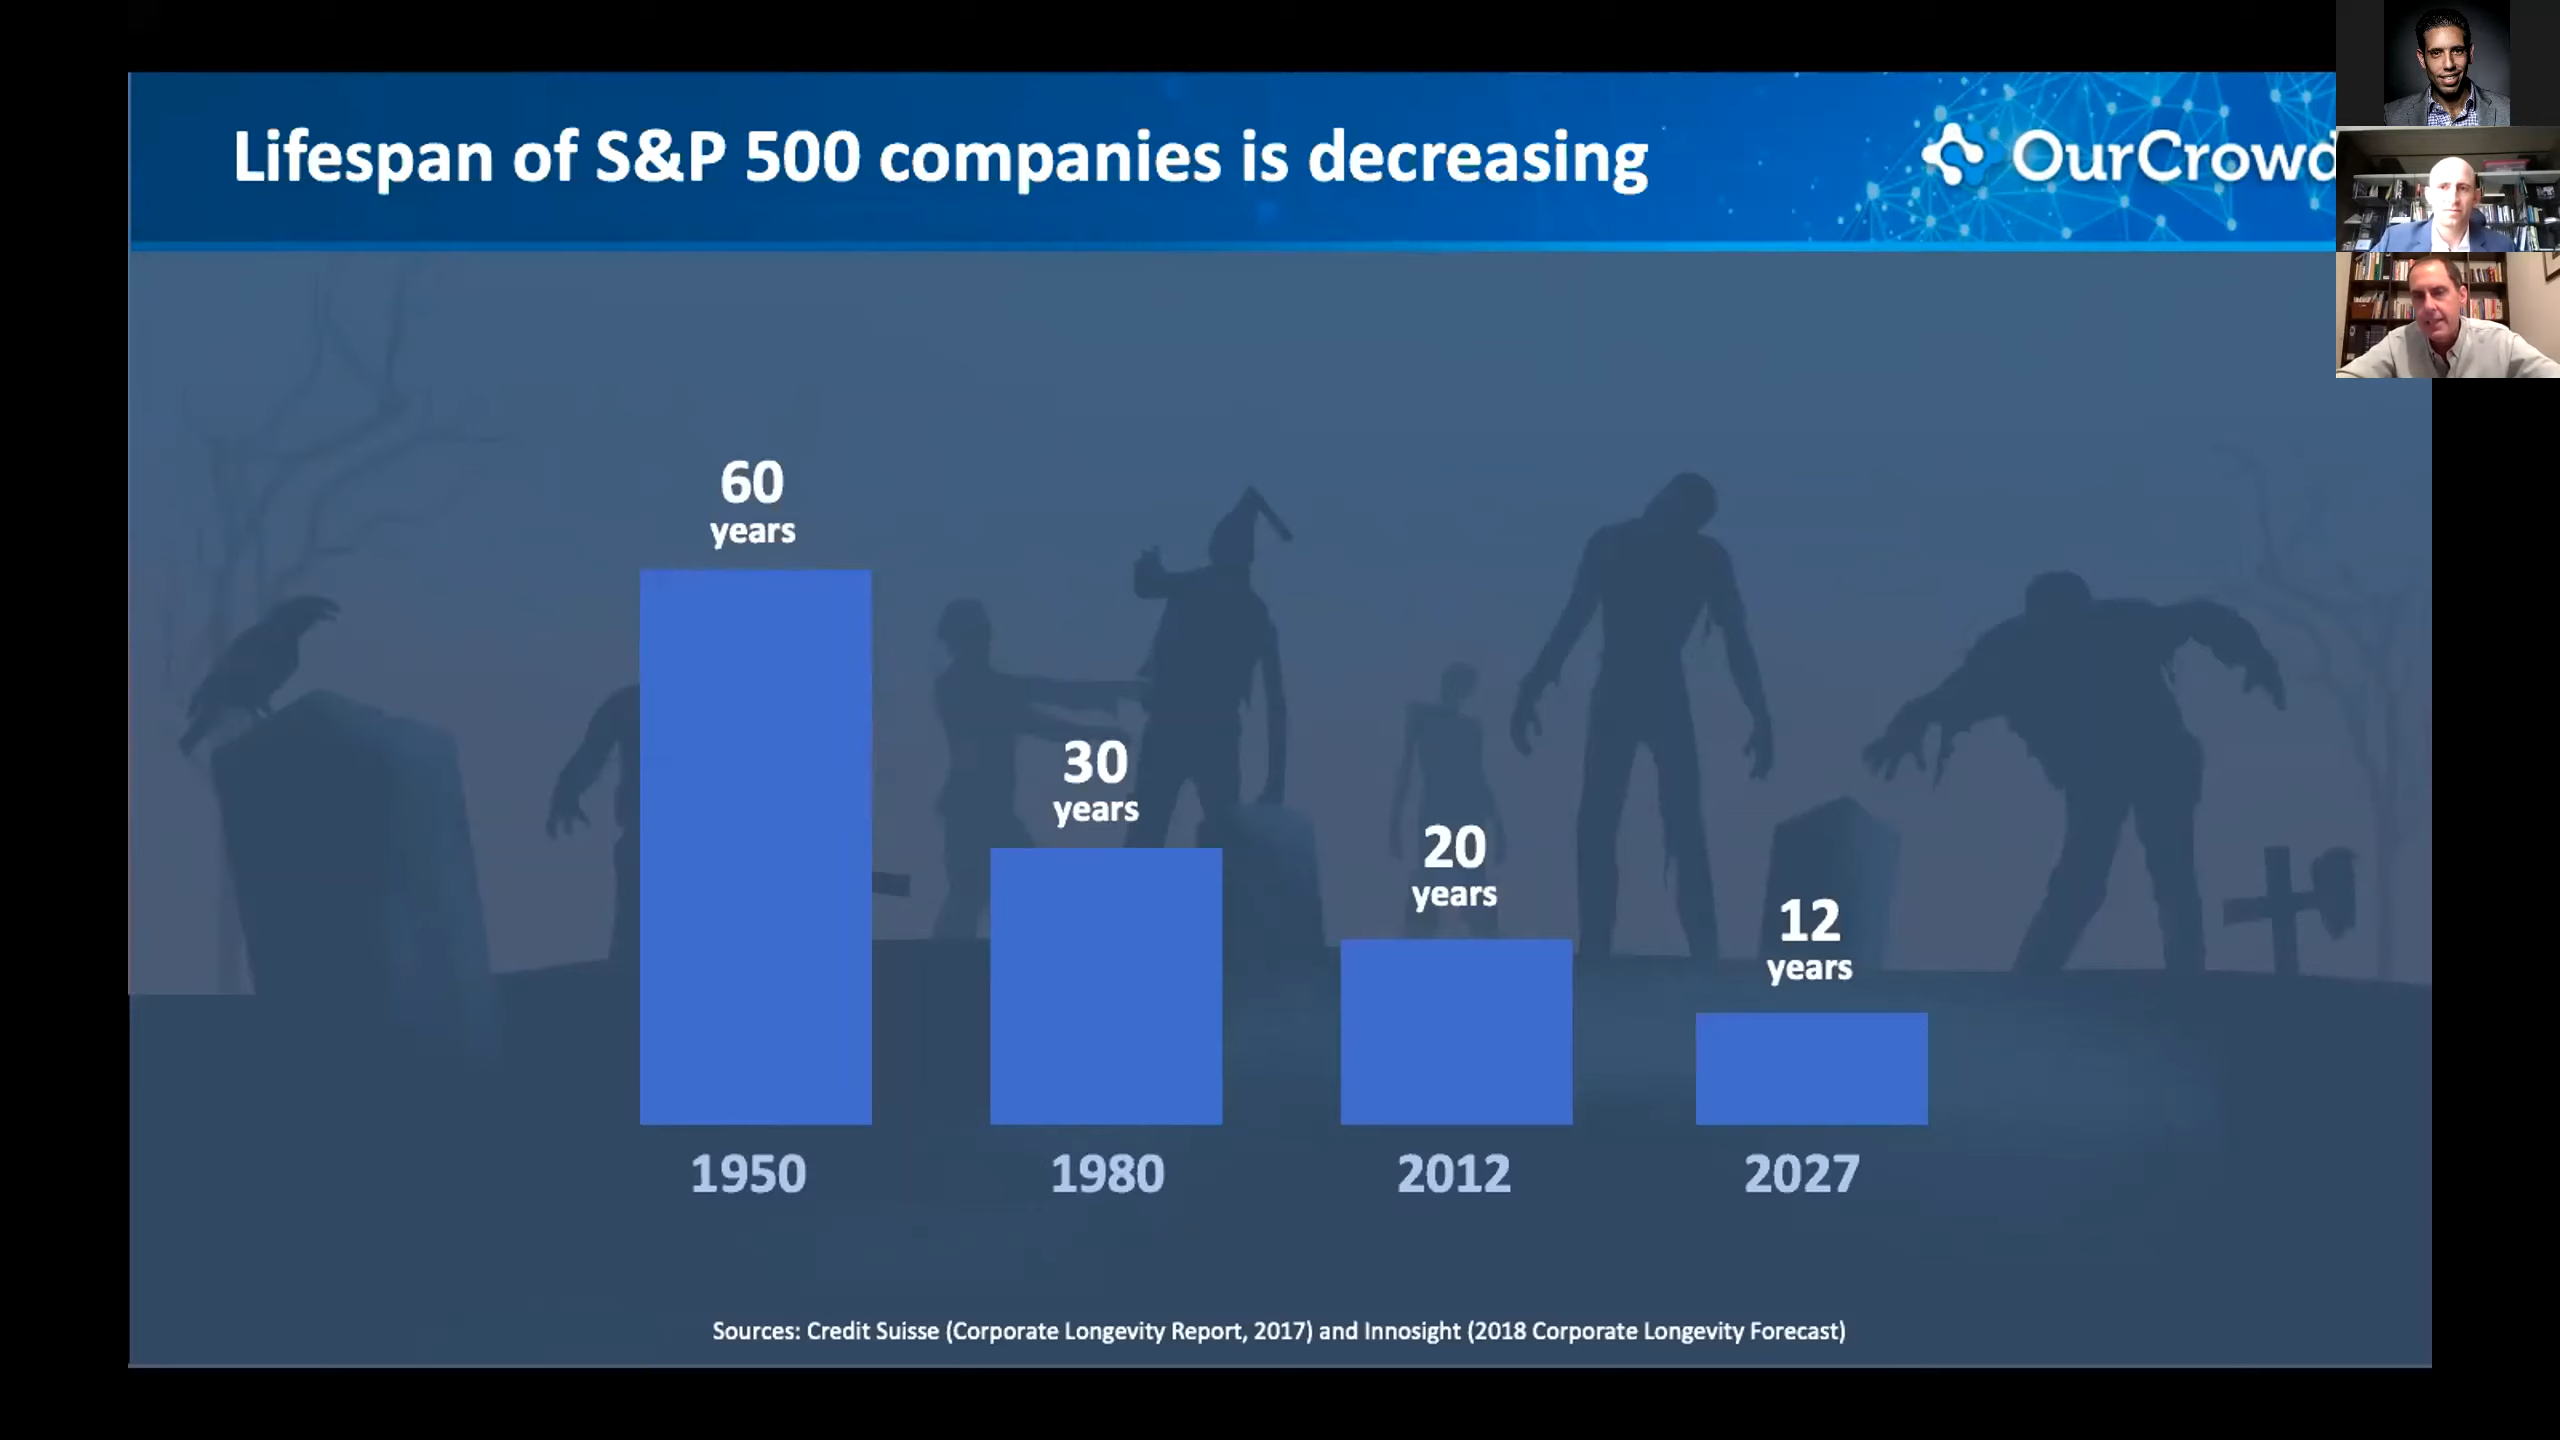 Lifespan of S&P 500 companies is decreasing
OurCrowd
60
years
30
years
20
years
12
years
1950
1980
2012
2027
Sources: Credit Suisse (Corporate Longevity Report, 2017) and Innosight (2018 Corporate Longevity Forecast)